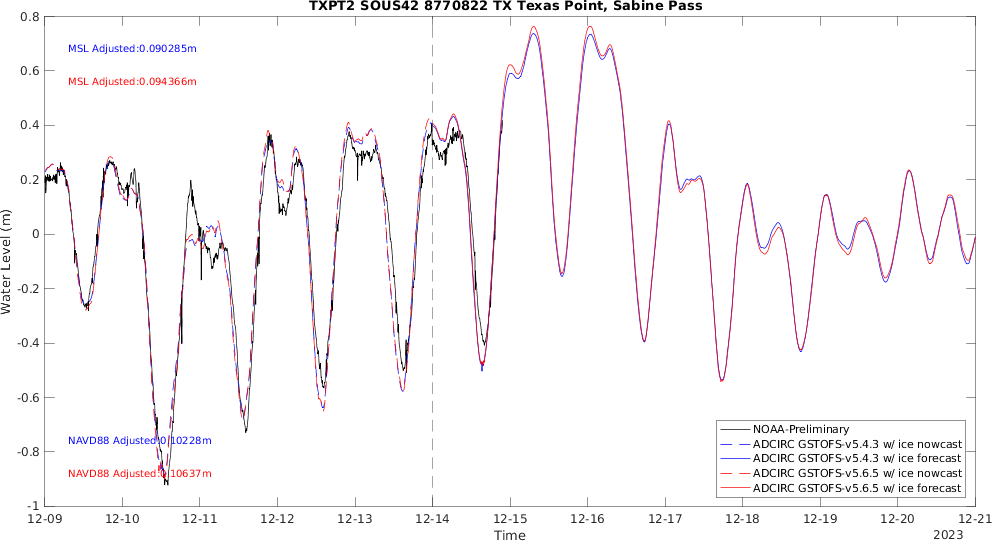 TXPT2 SOUS42 8770822 TX Texas Point, Sabine Pass
0.8
0.6
0.4
0.2
0
-0.2
-0.4
-0.6
-0.8
-1
Water Level (m)
MSL Adjusted:0.090285m
MSL Adjusted:0.094366m
NAVD88 Adjusted:0.10228m
NAVD88 Adjusted:0.10637m
NOAA-Preliminary
ADCIRC GSTOFS-v5.4.3 w/ ice nowcast
ADCIRC GSTOFS-v5.4.3 w/ ice forecast
ADCIRC GSTOFS-v5.6.5 w/ ice nowcast
ADCIRC GSTOFS-v5.6.5 w/ ice forecast
12-09 12-10 12-11 12-12 12-13 12-14 12-15 12-16 12-17 12-18 12-19 12-20 12-21
Time
2023